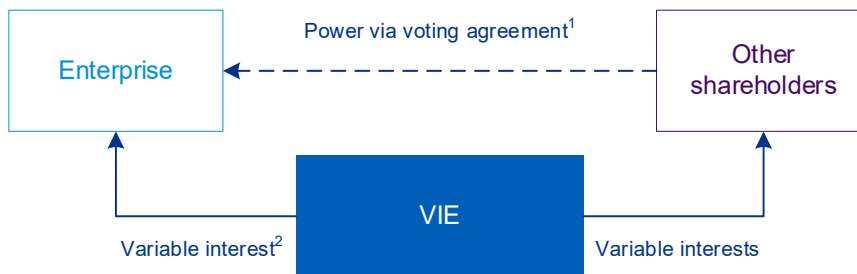 Power via voting agreement¹
Enterprise
Other
shareholders
VIE
Variable interest²
Variable interests